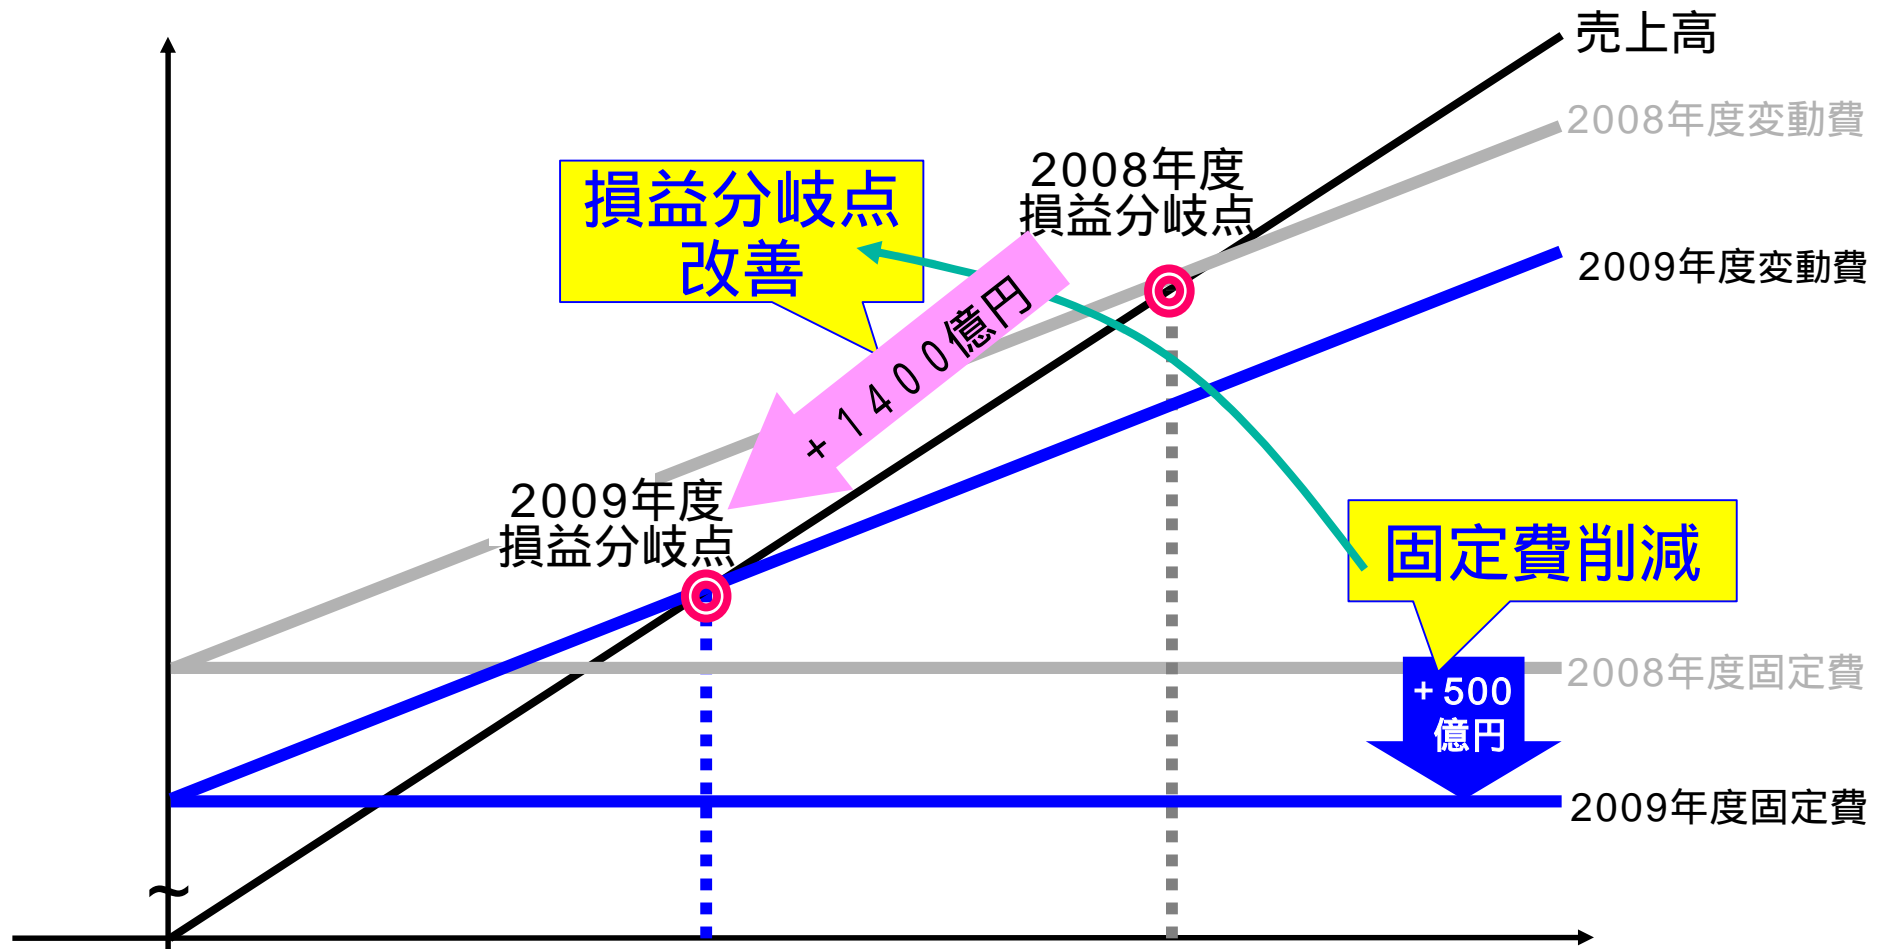 売上高
2008年度変動費
2008年度
損益分岐点
損益分岐点
改善
2009年度変動費
+1400億円
2009年度
損益分岐点
固定費削減
2008年度固定費
+500
億円
2009年度固定費
~